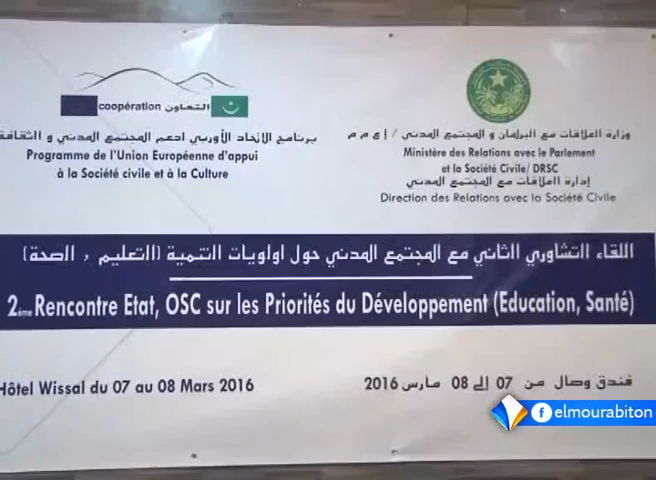 coopération التعاون
برنامج الاتحاد الأوربي لدعم المجتمع المدني و الثقافة
Programme de l'Union Européenne d'appui
à la Société civile et à la Culture
وزارة العلاقات مع البرلمان و المجتمع المدني / إ ع م م
Ministère des Relations avec le Parlement
et la Société Civile/ DRSC
إدارة العلاقات مع المجتمع المدني
Direction des Relations avec la Société Civile
اللقاء التشاوري الثاني مع المجتمع المدني حول اولويات التنمية (التعليم , الصحة)
2ème Rencontre Etat, OSC sur les Priorités du Développement (Education, Santé)
Hôtel Wissal du 07 au 08 Mars 2016
فندق وصال من 07 إلى 08 مارس 2016
elmourabiton